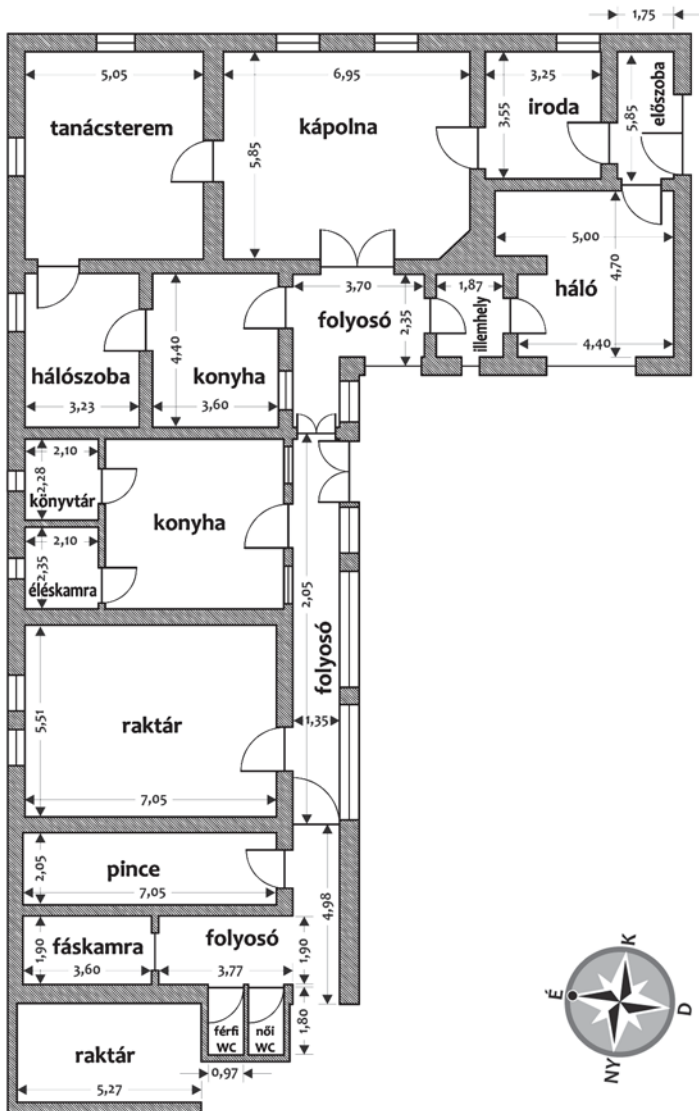 1,75
5,05
6,95
3,25
tanácsterem
kápolna
iroda
előszoba
5,85
3,55
5,85
5,00
4,70
háló
3,70
1,87
folyosó
2,35
illemhely
4,40
4,40
hálószoba
konyha
3,23
3,60
2,10
2,28
könyvtár
konyha
2,10
2,35
éléskamra
2,05
folyosó
5,51
raktár
1,35
7,05
2,05
pince
7,05
4,98
1,90
fáskamra
folyosó
1,90
3,60
3,77
férfi
WC
női
WC
1,80
raktár
0,97
5,27
K
É
D
NY